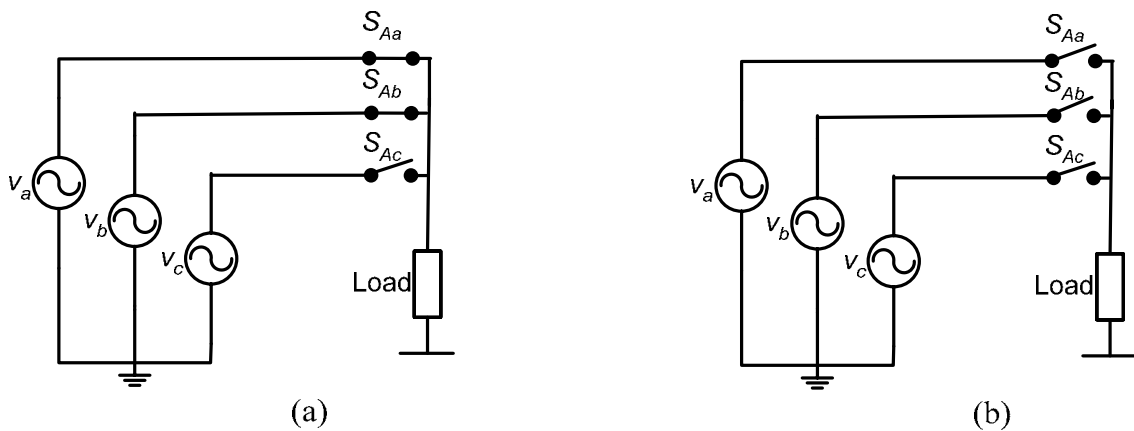 S_Aa
S_Ab
S_Ac
v_a
v_b
v_c
Load
(a)
S_Aa
S_Ab
S_Ac
v_a
v_b
v_c
Load
(b)